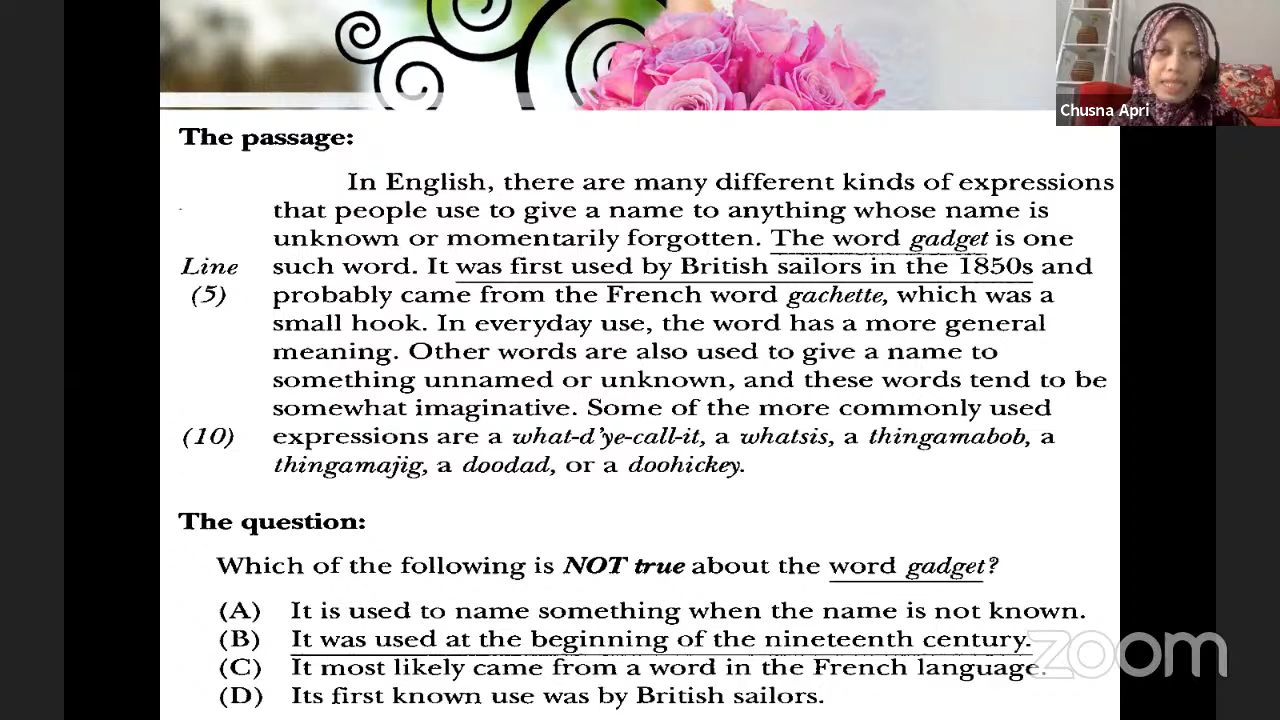 Chusna Apri
The passage:
In English, there are many different kinds of expressions
that people use to give a name to anything whose name is
unknown or momentarily forgotten. The word gadget is one
Line such word. It was first used by British sailors in the 1850s and
(5) probably came from the French word gachette, which was a
small hook. In everyday use, the word has a more general
meaning. Other words are also used to give a name to
something unnamed or unknown, and these words tend to be
somewhat imaginative. Some of the more commonly used
(10) expressions are a what-d'ye-call-it, a whatsis, a thingamabob, a
thingamajig, a doodad, or a doohickey.
The question:
Which of the following is NOT true about the word gadget?
(A) It is used to name something when the name is not known.
(B) It was used at the beginning of the nineteenth century.
(C) It most likely came from a word in the French language.
(D) Its first known use was by British sailors.
zoom